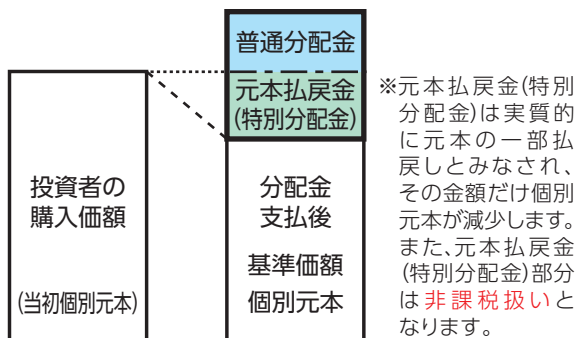 普通分配金
元本払戻金
(特別分配金)
投資者の
購入価額
(当初個別元本)
分配金
支払後
基準価額
個別元本
※元本払戻金(特別
分配金)は実質的
に元本の一部払
戻しとみなされ、
その金額だけ個別
元本が減少します。
また、元本払戻金
(特別分配金)部分
は非課税扱いと
なります。